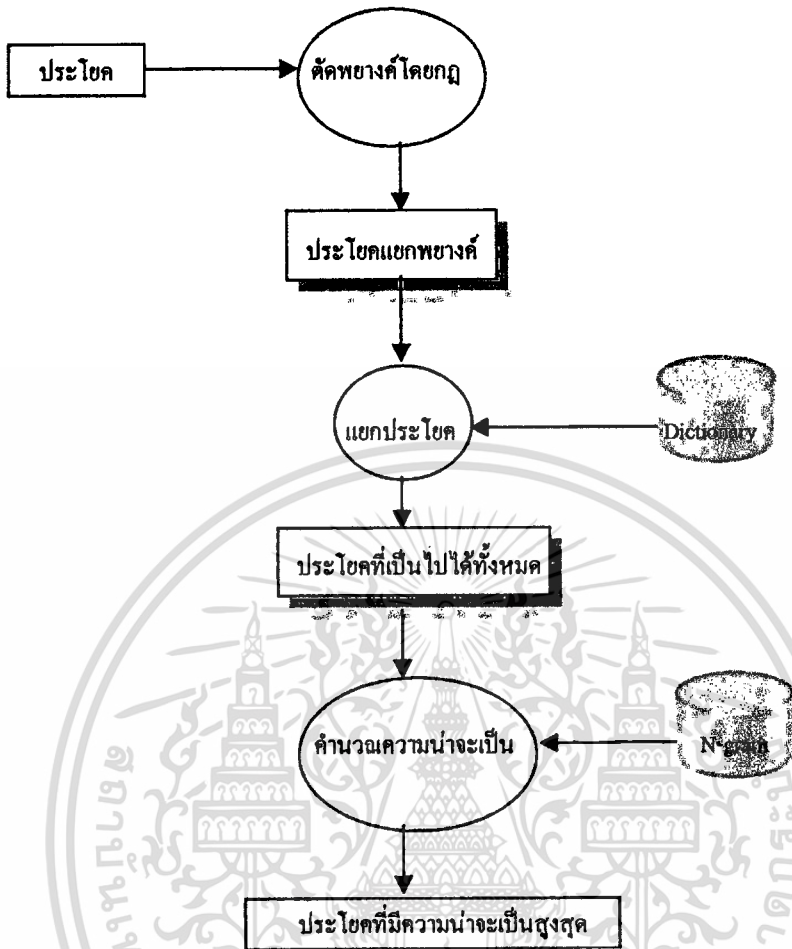 ประโยค
ตัดพยางค์โดยกฎ
ประโยคแยกพยางค์
แยกประโยค
Dictionary
ประโยคที่เป็นไปได้ทั้งหมด
คำนวณความน่าจะเป็น
N-gram
ประโยคที่มีความน่าจะเป็นสูงสุด